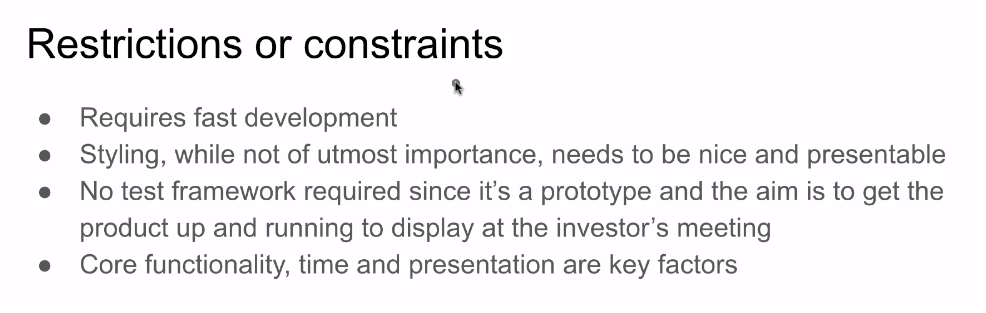 Restrictions or constraints
● Requires fast development
● Styling, while not of utmost importance, needs to be nice and presentable
● No test framework required since it’s a prototype and the aim is to get the
product up and running to display at the investor’s meeting
● Core functionality, time and presentation are key factors